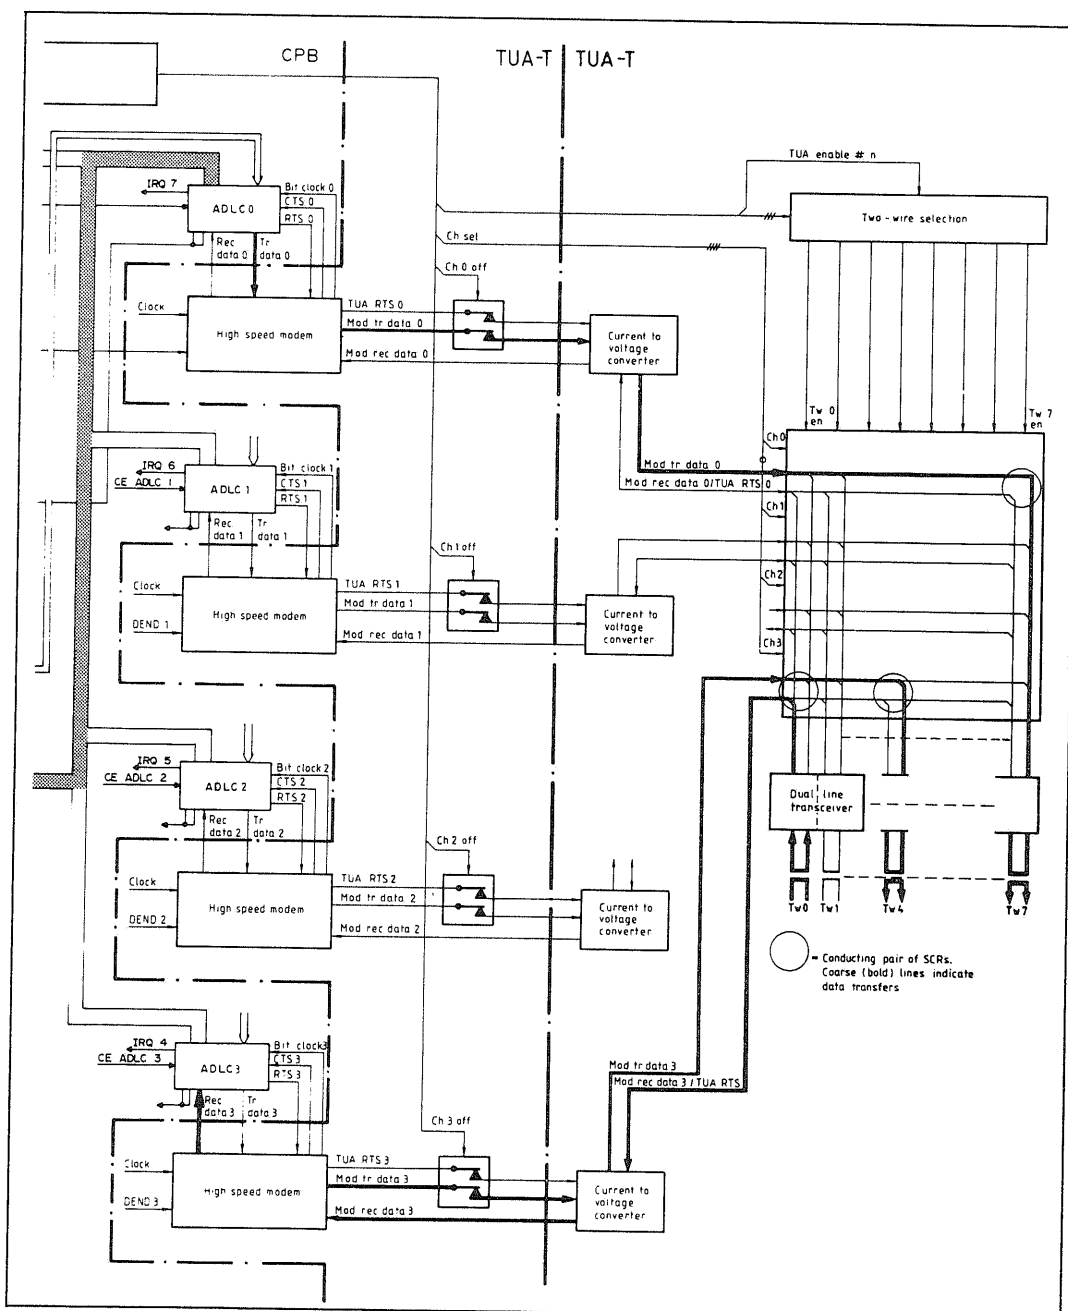 CPB
TUA-T
TUA-T
TUA enable # n
Two-wire selection
IRQ 7
ADLC 0
Bit clock 0
CTS 0
RTS 0
Rec data 0
Tr data 0
Ch sel
Ch 0 off
Clock
High speed modem
TUA RTS 0
Mod tr data 0
Mod rec data 0
Current to
voltage
converter
Tw 0
en
Tw 7
en
Ch0
Mod tr data 0
Mod rec data 0/TUA RTS 0
Ch1
IRQ 6
CE ADLC 1
ADLC 1
Bit clock 1
CTS 1
RTS 1
Rec data 1
Tr data 1
Ch 1 off
Ch2
Clock
DEND 1
High speed modem
TUA RTS 1
Mod tr data 1
Mod rec data 1
Current to
voltage
converter
Ch3
IRQ 5
CE ADLC 2
ADLC 2
Bit clock 2
CTS 2
RTS 2
Rec data 2
Tr data 2
Dual line
transceiver
Ch 2 off
Clock
DEND 2
High speed modem
TUA RTS 2
Mod tr data 2
Mod rec data 2
Current to
voltage
converter
Tw0
Tw1
Tw4
Tw7
= Conducting pair of SCRs.
Coarse (bold) lines indicate
data transfers
IRQ 4
CE ADLC 3
ADLC 3
Bit clock 3
CTS 3
RTS 3
Rec data 3
Tr data 3
Mod tr data 3
Mod rec data 3 / TUA RTS
Ch 3 off
Clock
DEND 3
High speed modem
TUA RTS 3
Mod tr data 3
Mod rec data 3
Current to
voltage
converter